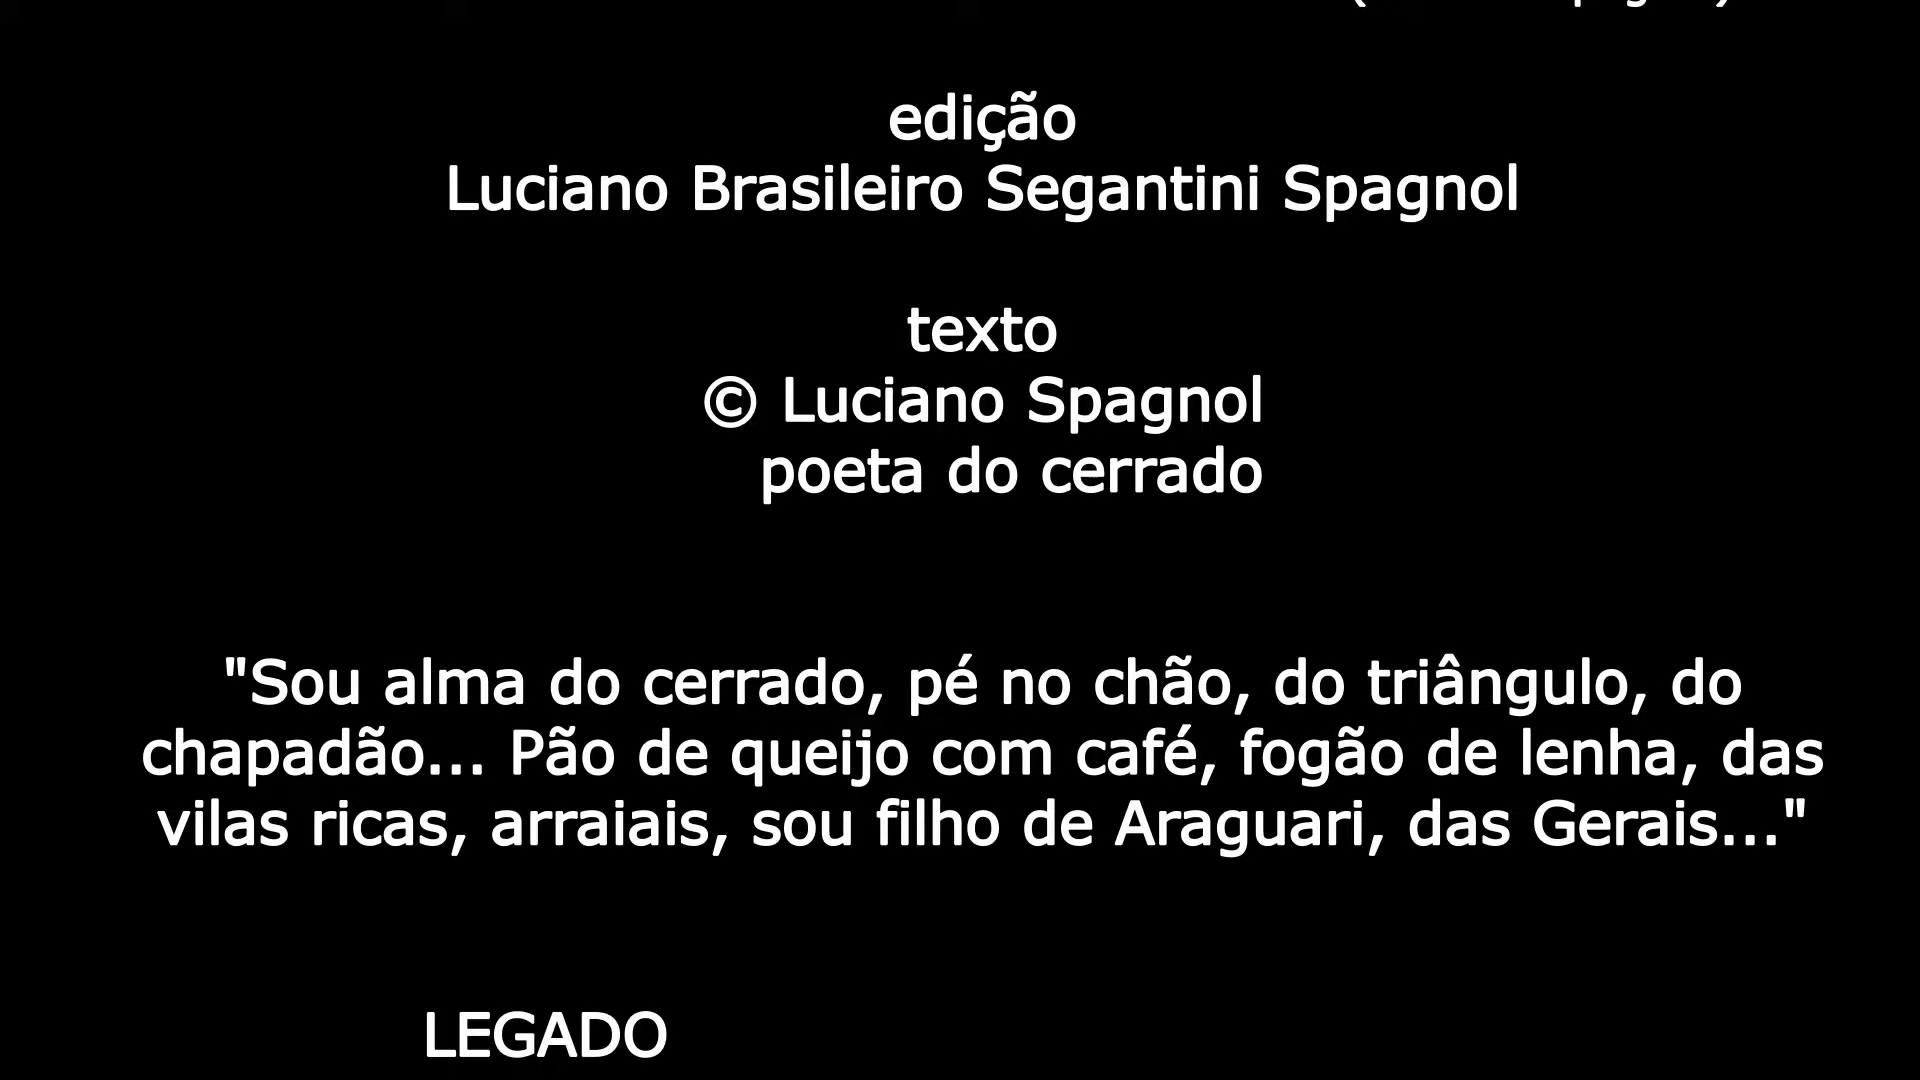 edição
Luciano Brasileiro Segantini Spagnol
texto
© Luciano Spagnol
poeta do cerrado
"Sou alma do cerrado, pé no chão, do triângulo, do
chapadão... Pão de queijo com café, fogão de lenha, das
vilas ricas, arraiais, sou filho de Araguari, das Gerais..."
LEGADO